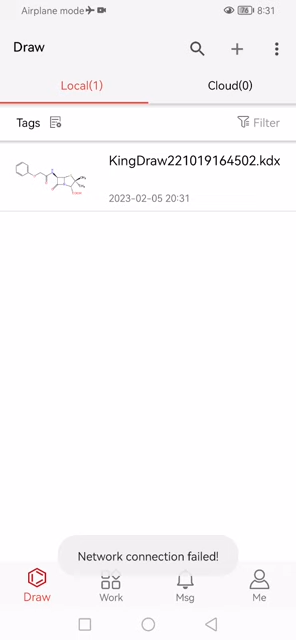 Airplane mode 76 8:31
Draw
Local(1) Cloud(0)
Tags Filter
KingDraw221019164502.kdx
2023-02-05 20:31
Network connection failed!
Draw Work Msg Me